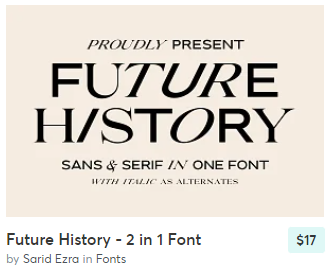 PROUDLY PRESENT
FUTURE
HISTORY
SANS & SERIF IN ONE FONT
WITH ITALIC AS ALTERNATES
Future History - 2 in 1 Font
$17
by Sarid Ezra in Fonts